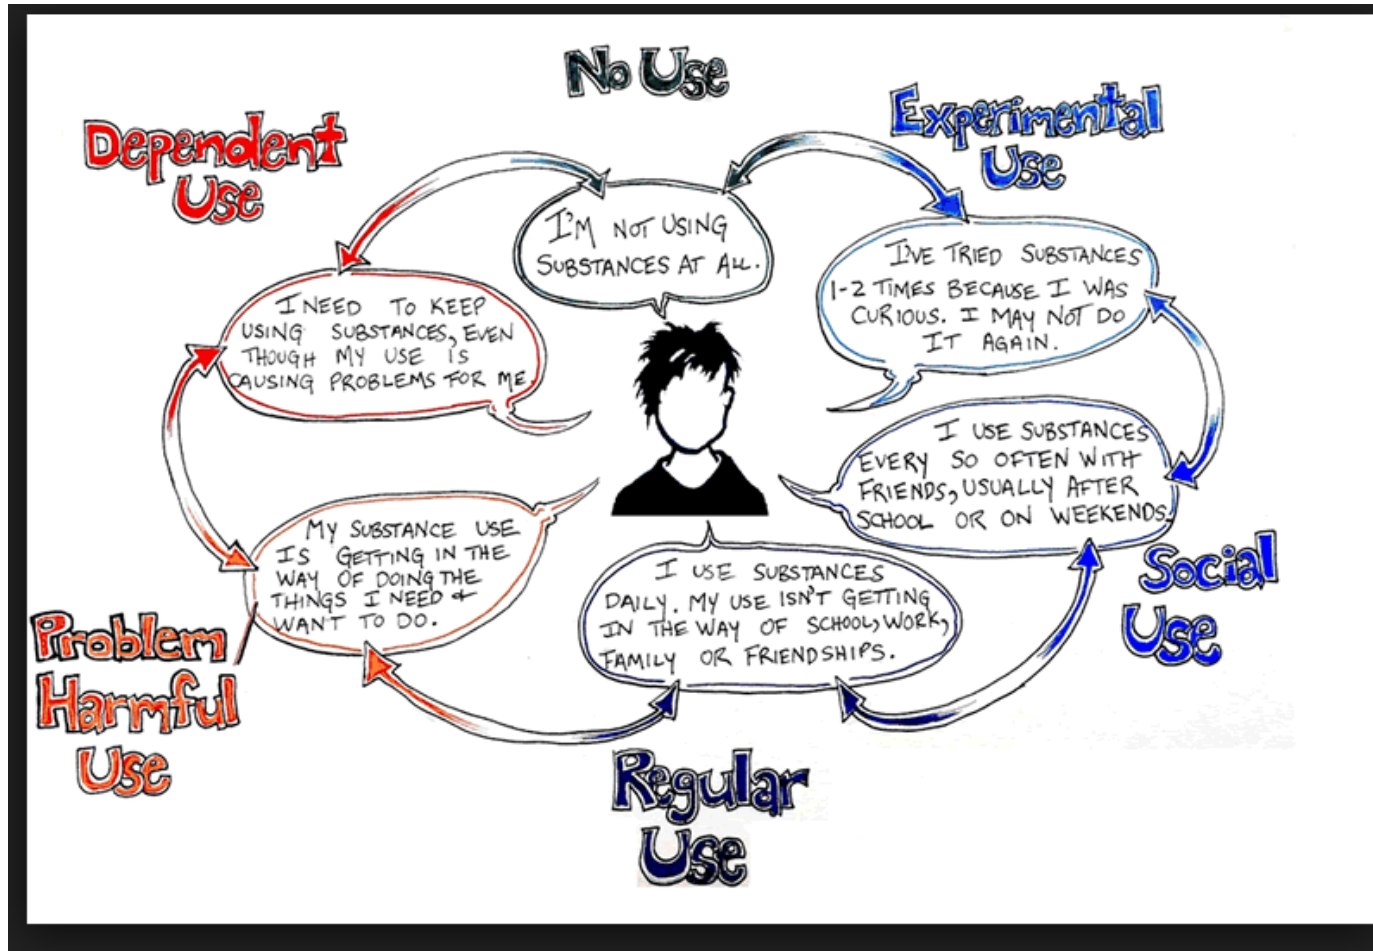 No Use
I'M NOT USING
SUBSTANCES AT ALL.
Experimental
Use
I'VE TRIED SUBSTANCES
1-2 TIMES BECAUSE I WAS
CURIOUS. I MAY NOT DO
IT AGAIN.
I USE SUBSTANCES
EVERY SO OFTEN WITH
FRIENDS, USUALLY AFTER
SCHOOL OR ON WEEKENDS.
Social
Use
I USE SUBSTANCES
DAILY. MY USE ISN'T GETTING
IN THE WAY OF SCHOOL, WORK,
FAMILY OR FRIENDSHIPS.
Regular
Use
MY SUBSTANCE USE
IS GETTING IN THE
WAY OF DOING THE
THINGS I NEED &
WANT TO DO.
Problem
Harmful
Use
Dependent
Use
I NEED TO KEEP
USING SUBSTANCES, EVEN
THOUGH MY USE IS
CAUSING PROBLEMS FOR ME.